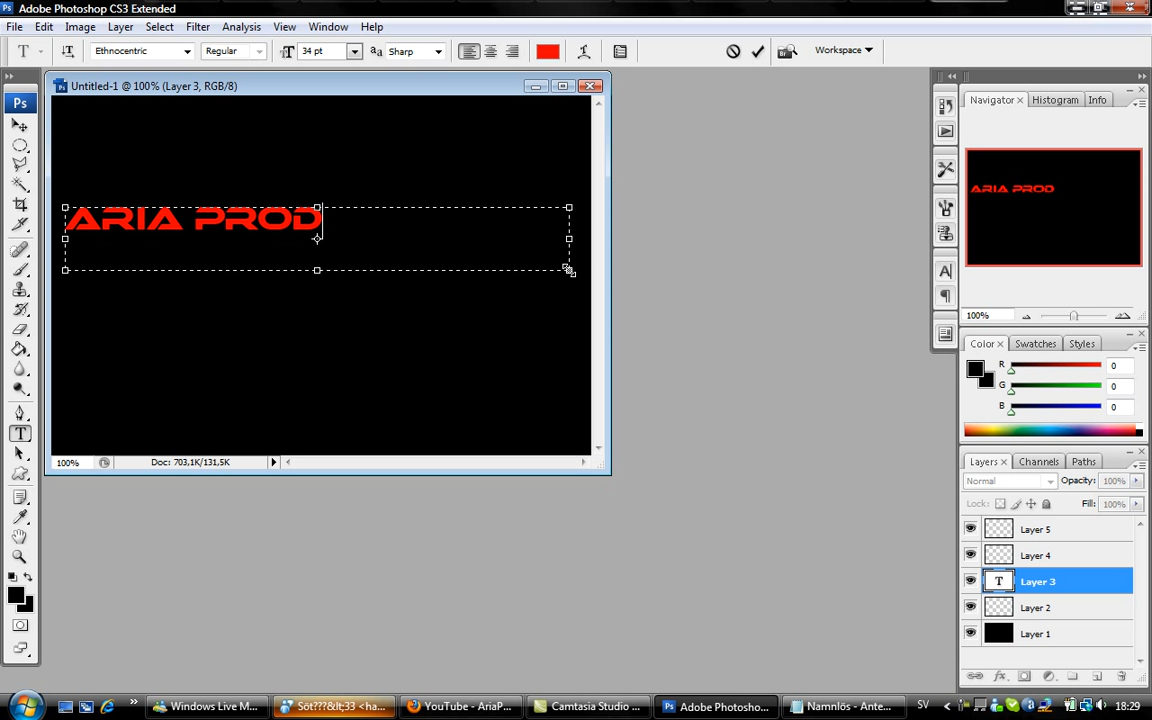 Adobe Photoshop CS3 Extended
File Edit Image Layer Select Filter Analysis View Window Help
Ethnocentric Regular 34 pt Sharp Workspace
Untitled-1 @ 100% (Layer 3, RGB/8)
ARIA PROD
100% Doc: 703,1K/131,5K
Navigator Histogram Info
ARIA PROD
100%
Color Swatches Styles
R 0
G 0
B 0
Layers Channels Paths
Normal Opacity: 100%
Lock: Fill: 100%
Layer 5
Layer 4
T Layer 3
Layer 2
Layer 1
Windows Live M... Söt???&lt;33 <ha... YouTube - AriaP... Camtasia Studio ... Adobe Photosho... Namnlös - Ante... SV 18:29